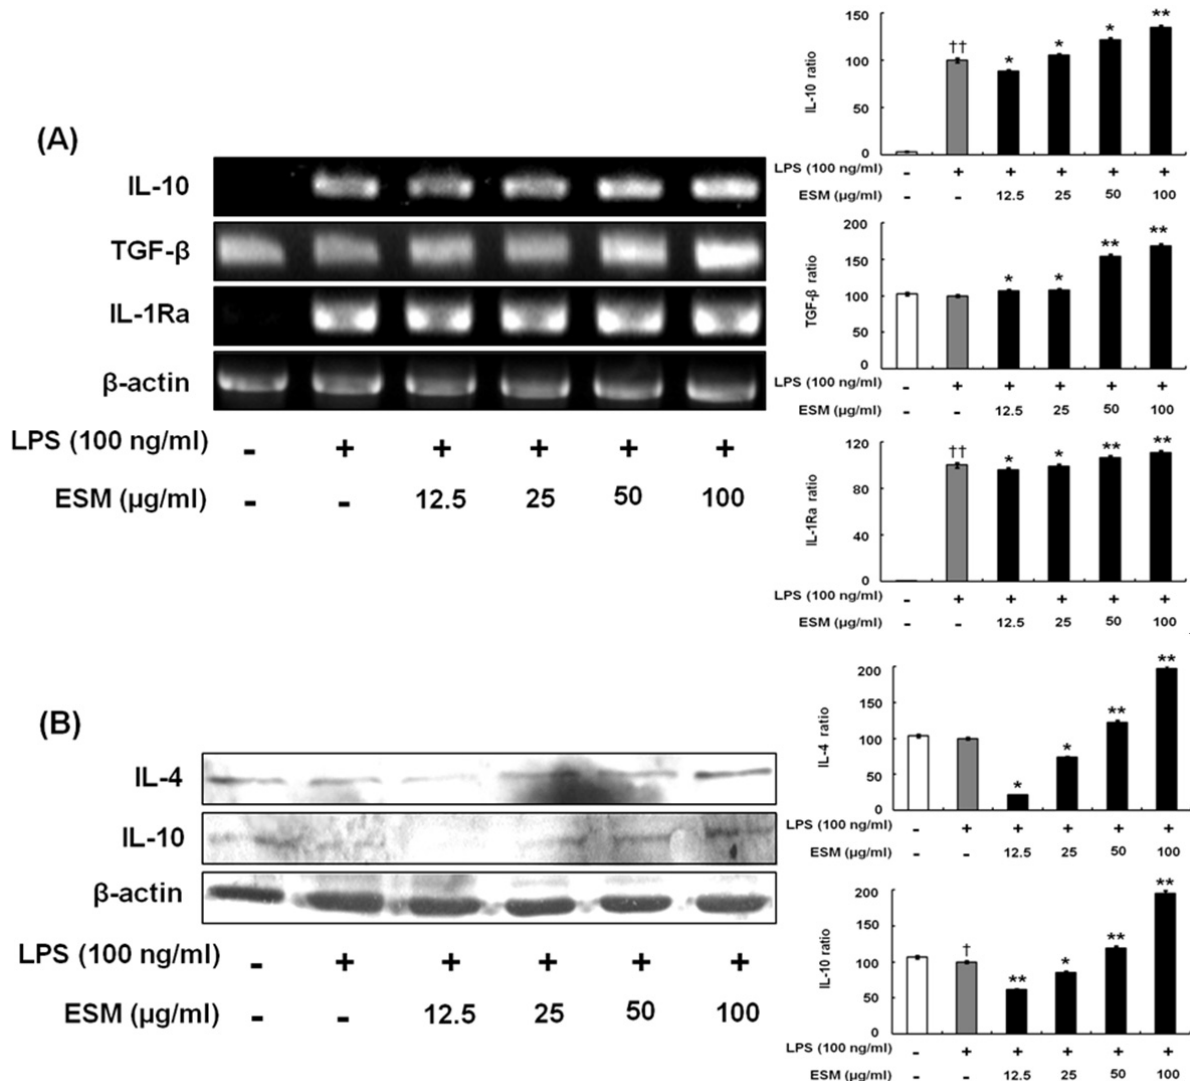 (A)
IL-10
TGF-β
IL-1Ra
β-actin
LPS (100 ng/ml) - + + + + +
ESM (µg/ml) - - 12.5 25 50 100
IL-10 ratio
150
100
50
0
†† * * * **
LPS (100 ng/ml) - + + + + +
ESM (µg/ml) - - 12.5 25 50 100
TGF-β ratio
200
150
100
50
0
* * ** **
LPS (100 ng/ml) - + + + + +
ESM (µg/ml) - - 12.5 25 50 100
IL-1Ra ratio
120
80
40
0
†† * * ** **
LPS (100 ng/ml) - + + + + +
ESM (µg/ml) - - 12.5 25 50 100
(B)
IL-4
IL-10
β-actin
LPS (100 ng/ml) - + + + + +
ESM (µg/ml) - - 12.5 25 50 100
IL-4 ratio
200
150
100
50
0
* * ** **
LPS (100 ng/ml) - + + + + +
ESM (µg/ml) - - 12.5 25 50 100
IL-10 ratio
200
150
100
50
0
† ** * ** **
LPS (100 ng/ml) - + + + + +
ESM (µg/ml) - - 12.5 25 50 100